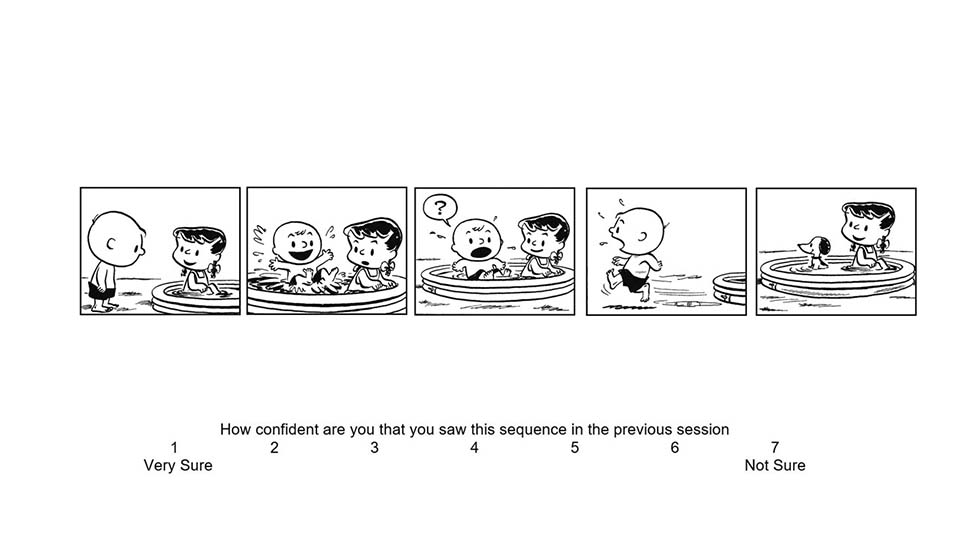 ?
How confident are you that you saw this sequence in the previous session
1 2 3 4 5 6 7
Very Sure Not Sure